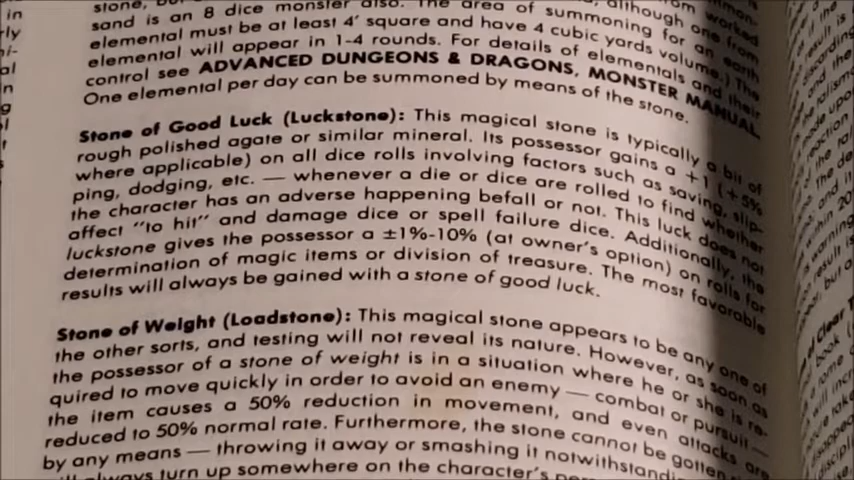 stone,
sand is an 8 dice monster also. The area of summoning for an earth
elemental must be at least 4' square and have 4 cubic yards volume.) The
elemental will appear in 1-4 rounds. For details of elementals and their
control see ADVANCED DUNGEONS & DRAGONS, MONSTER MANUAL.
One elemental per day can be summoned by means of the stone.
Stone of Good Luck (Luckstone): This magical stone is typically a bit of
rough polished agate or similar mineral. Its possessor gains a +1 (+5%
where applicable) on all dice rolls involving factors such as saving, slip-
ping, dodging, etc. — whenever a die or dice are rolled to find whether
the character has an adverse happening befall or not. This luck does not
affect "to hit" and damage dice or spell failure dice. Additionally, the
luckstone gives the possessor a ±1%-10% (at owner's option) on rolls for
determination of magic items or division of treasure. The most favorable
results will always be gained with a stone of good luck.
Stone of Weight (Loadstone): This magical stone appears to be any one of
the other sorts, and testing will not reveal its nature. However, as soon as
the possessor of a stone of weight is in a situation where he or she is re-
quired to move quickly in order to avoid an enemy — combat or pursuit —
the item causes a 50% reduction in movement, and even attacks are
reduced to 50% normal rate. Furthermore, the stone cannot be gotten
by any means — throwing it away or smashing it
always turn up somewhere on the character's